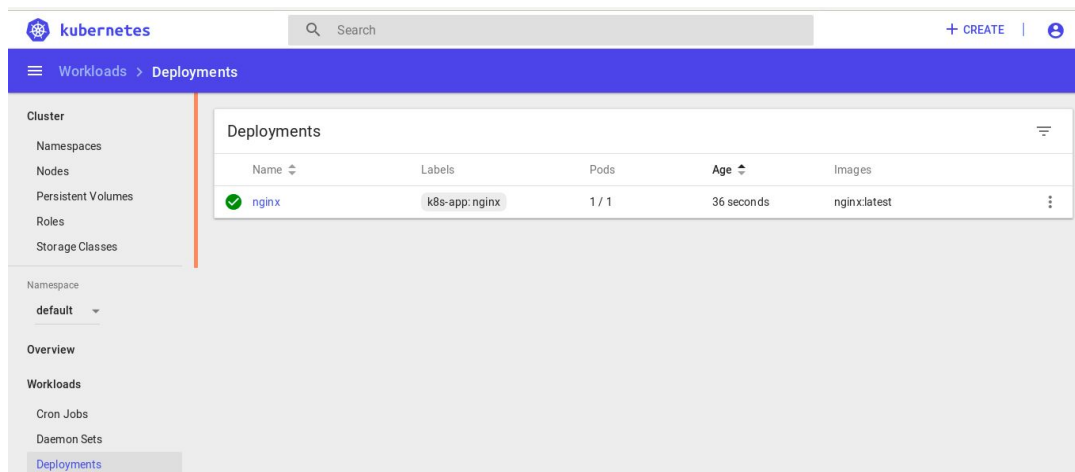 kubernetes
Search
+ CREATE |
Workloads > Deployments
Cluster
Namespaces
Nodes
Persistent Volumes
Roles
Storage Classes
Namespace
default
Overview
Workloads
Cron Jobs
Daemon Sets
Deployments
Deployments
Name Labels Pods Age Images
nginx k8s-app: nginx 1 / 1 36 seconds nginx:latest